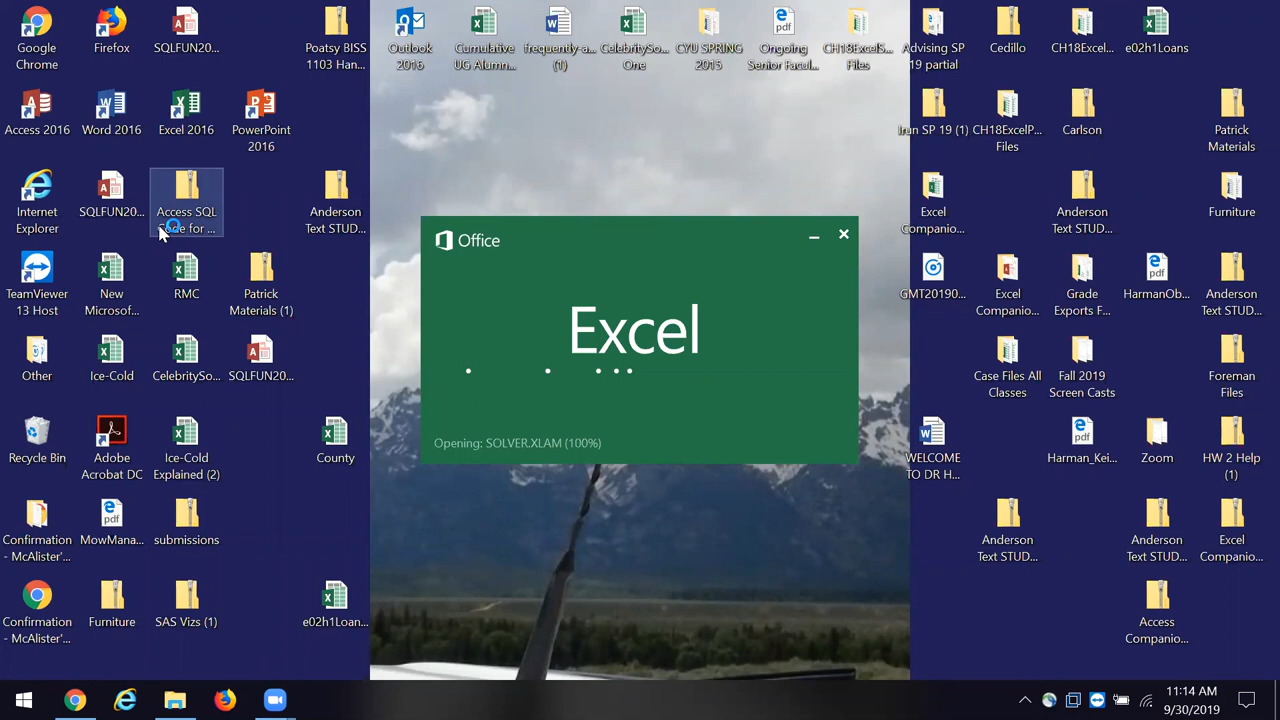 Google
Chrome
Firefox
SQLFUN20...
Poatsy BISS
1103 Han...
Outlook
2016
Cumulative
UG Alumn...
frequently-a...
(1)
CelebritySo...
One
CYU SPRING
2015
Ongoing
Senior Facul...
CH18ExcelS...
Files
Advising SP
19 partial
Cedillo
CH18Excel...
e02h1Loans
Access 2016
Word 2016
Excel 2016
PowerPoint
2016
Irun SP 19 (1)
CH18ExcelP...
Files
Carlson
Patrick
Materials
Internet
Explorer
SQLFUN20...
Access SQL
Code for ...
Anderson
Text STUD...
Excel
Companio...
Anderson
Text STUD...
Furniture
Office
Excel
Opening: SOLVER.XLAM (100%)
TeamViewer
13 Host
New
Microsof...
RMC
Patrick
Materials (1)
GMT20190...
Excel
Companio...
Grade
Exports F...
HarmanOb...
Anderson
Text STUD...
Other
Ice-Cold
CelebritySo...
SQLFUN20...
Case Files All
Classes
Fall 2019
Screen Casts
Foreman
Files
Recycle Bin
Adobe
Acrobat DC
Ice-Cold
Explained (2)
County
WELCOME
TO DR H...
Harman_Kei...
Zoom
HW 2 Help
(1)
Confirmation
- McAlister'...
MowMana...
submissions
Anderson
Text STUD...
Anderson
Text STUD...
Excel
Companio...
Confirmation
- McAlister'...
Furniture
SAS Vizs (1)
e02h1Loan...
Access
Companio...
11:14 AM
9/30/2019